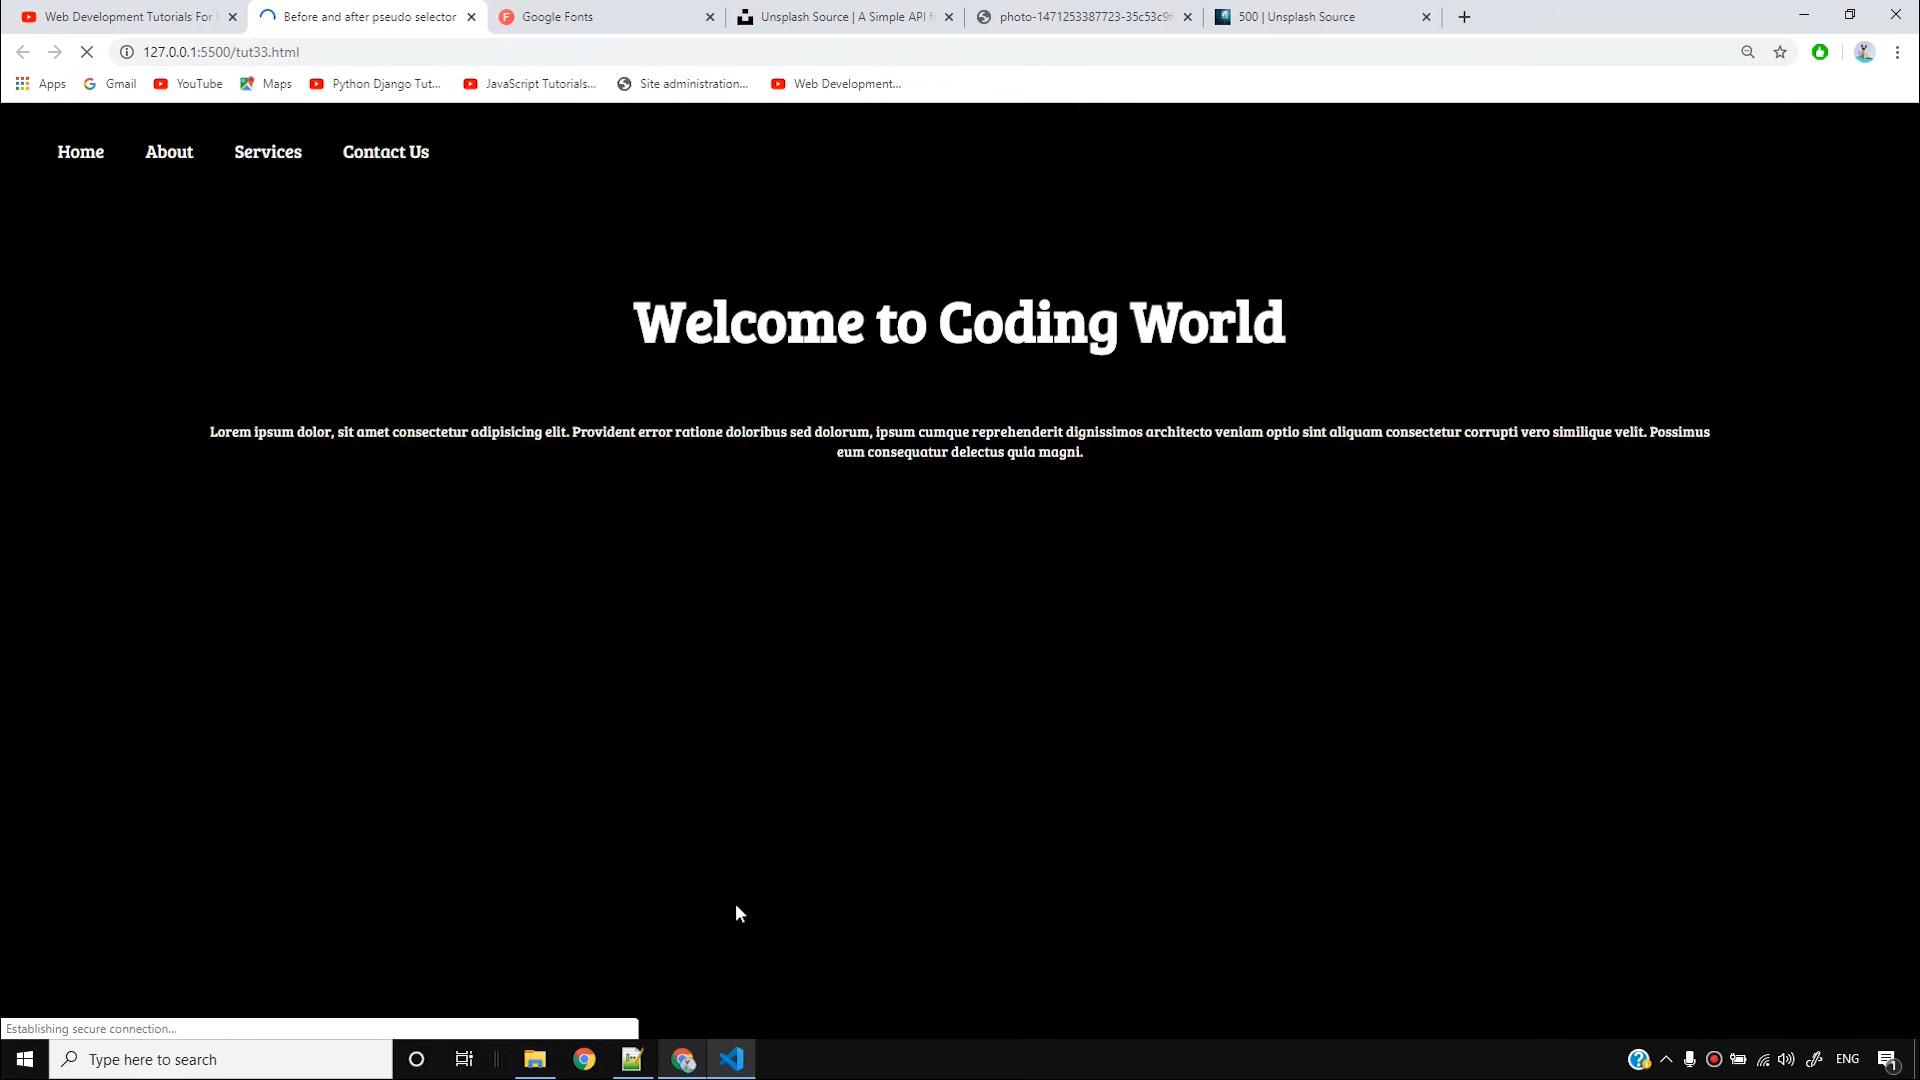 Web Development Tutorials For
Before and after pseudo selector
Google Fonts
Unsplash Source | A Simple API f
photo-1471253387723-35c53c9f
500 | Unsplash Source
127.0.0.1:5500/tut33.html
Apps
Gmail
YouTube
Maps
Python Django Tut...
JavaScript Tutorials...
Site administration...
Web Development...
Home
About
Services
Contact Us
Welcome to Coding World
Lorem ipsum dolor, sit amet consectetur adipisicing elit. Provident error ratione doloribus sed dolorum, ipsum cumque reprehenderit dignissimos architecto veniam optio sint aliquam consectetur corrupti vero similique velit. Possimus
eum consequatur delectus quia magni.
Establishing secure connection...
Type here to search
ENG
1